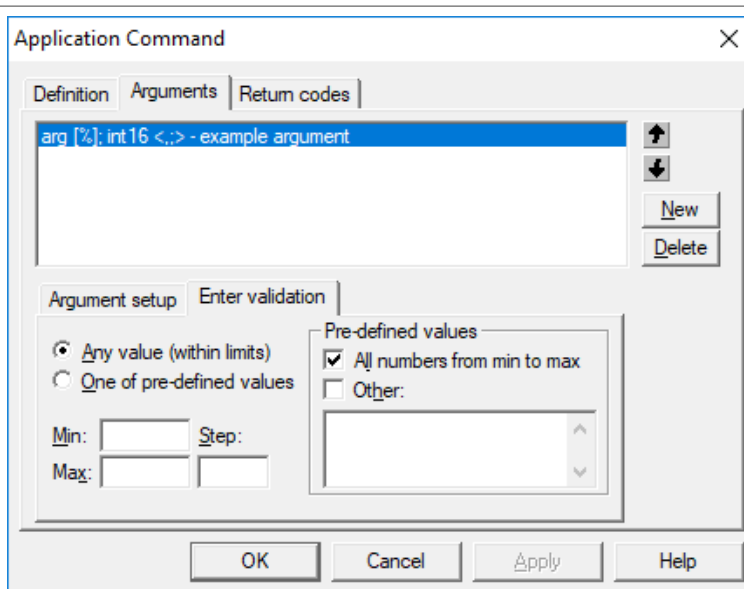 Application Command
Definition Arguments Return codes
arg [%]; int16 <,;> - example argument
New
Delete
Argument setup Enter validation
Any value (within limits)
One of pre-defined values
Min: Step:
Max:
Pre-defined values
All numbers from min to max
Other:
OK Cancel Apply Help